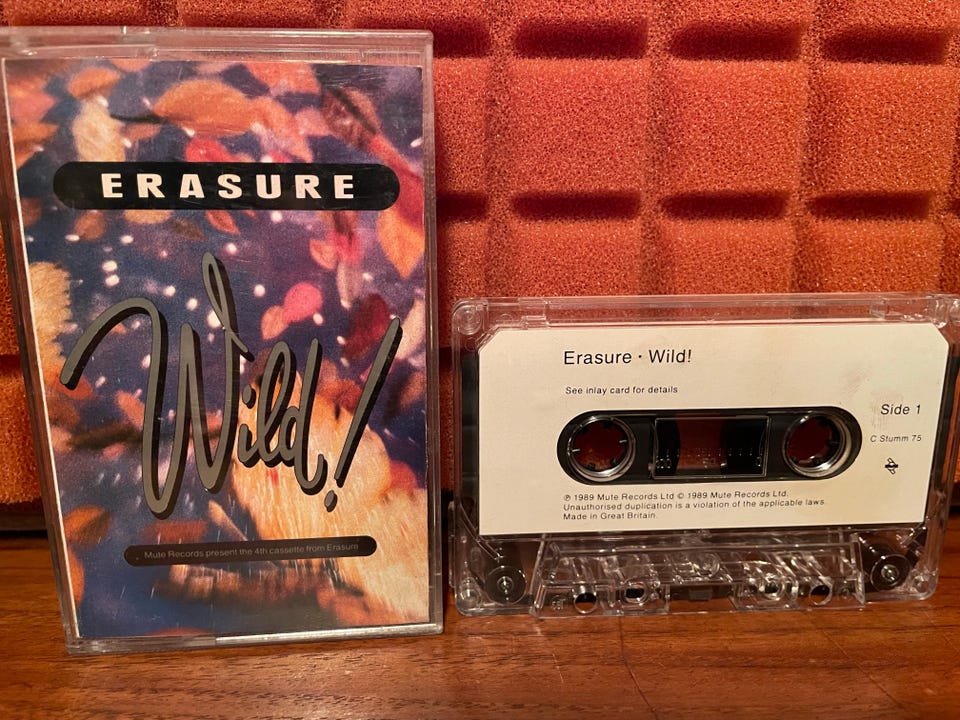 ERASURE
Wild!
Mute Records present the 4th cassette from Erasure
Erasure · Wild!
See inlay card for details
Side 1
C Stumm 75
℗ 1989 Mute Records Ltd © 1989 Mute Records Ltd.
Unauthorised duplication is a violation of the applicable laws.
Made in Great Britain.